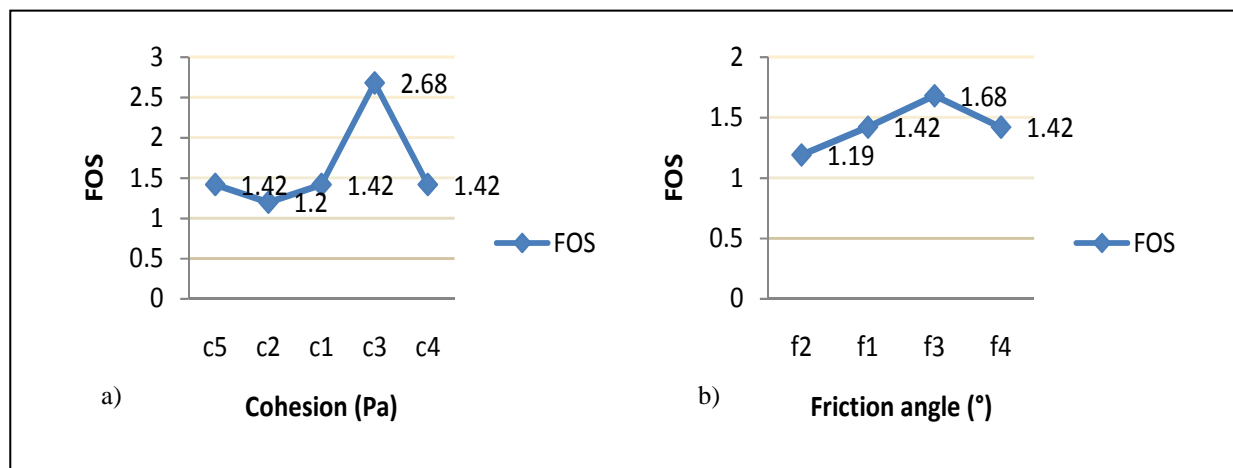 3
2.5
2
1.5
1
0.5
0
FOS
2.68
1.42
1.2
1.42
1.42
FOS
c5 c2 c1 c3 c4
a)
Cohesion (Pa)
2
1.5
1
0.5
0
FOS
1.19
1.42
1.68
1.42
FOS
f2 f1 f3 f4
b)
Friction angle (°)